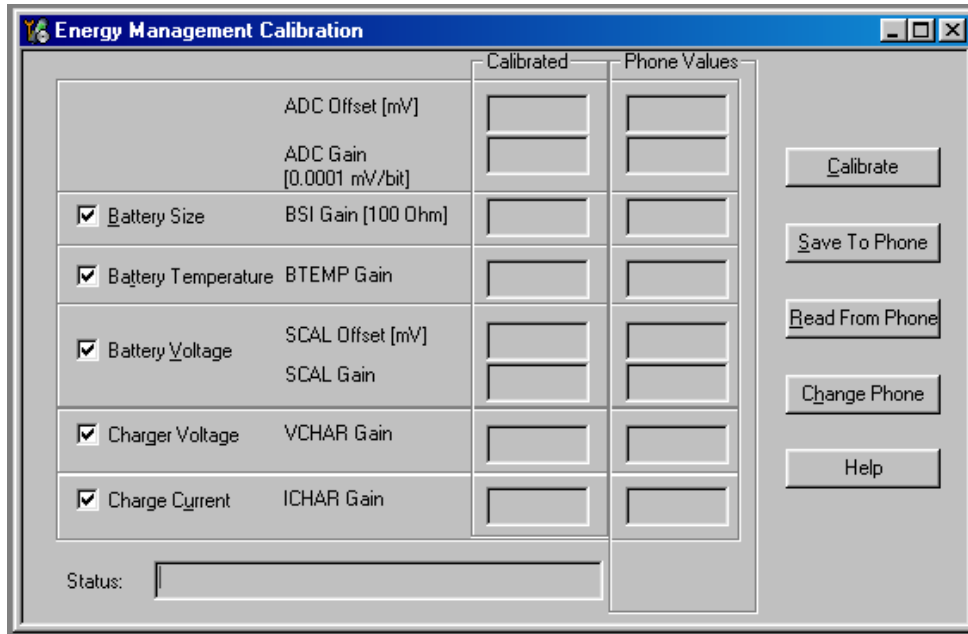 Energy Management Calibration
Calibrated Phone Values
ADC Offset [mV]
ADC Gain
[0.0001 mV/bit]
Calibrate
Battery Size BSI Gain [100 Ohm]
Save To Phone
Battery Temperature BTEMP Gain
Read From Phone
SCAL Offset [mV]
Battery Voltage
SCAL Gain
Change Phone
Charger Voltage VCHAR Gain
Help
Charge Current ICHAR Gain
Status: